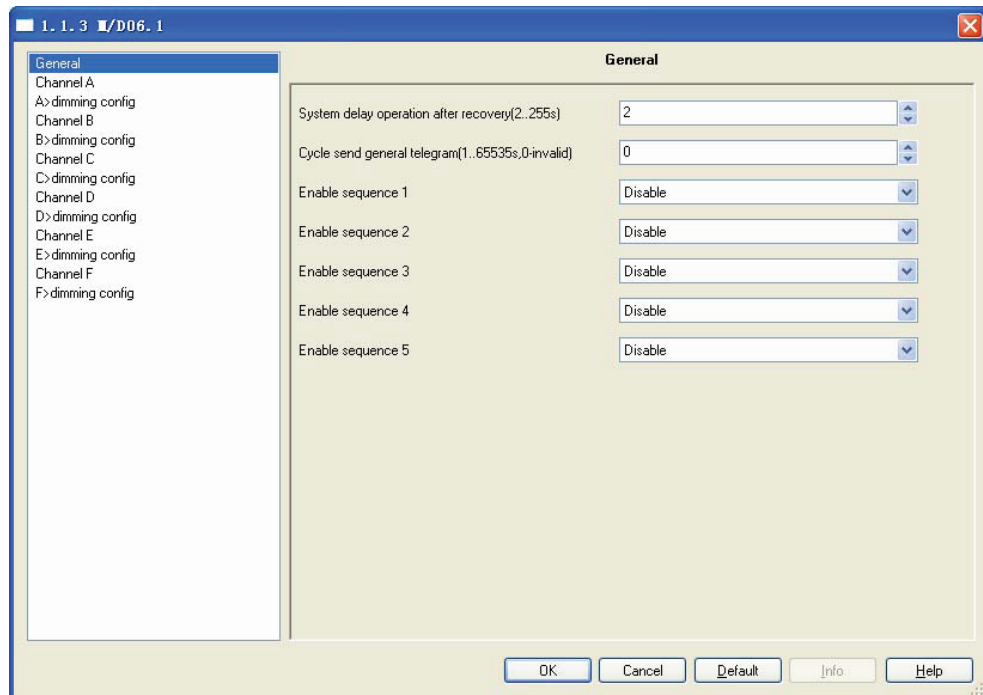 1.1.3 M/D06.1
General
Channel A
A>dimming config
Channel B
B>dimming config
Channel C
C>dimming config
Channel D
D>dimming config
Channel E
E>dimming config
Channel F
F>dimming config
General
System delay operation after recovery(2..255s)
2
Cycle send general telegram(1..65535s,0-invalid)
0
Enable sequence 1
Disable
Enable sequence 2
Disable
Enable sequence 3
Disable
Enable sequence 4
Disable
Enable sequence 5
Disable
OK
Cancel
Default
Info
Help